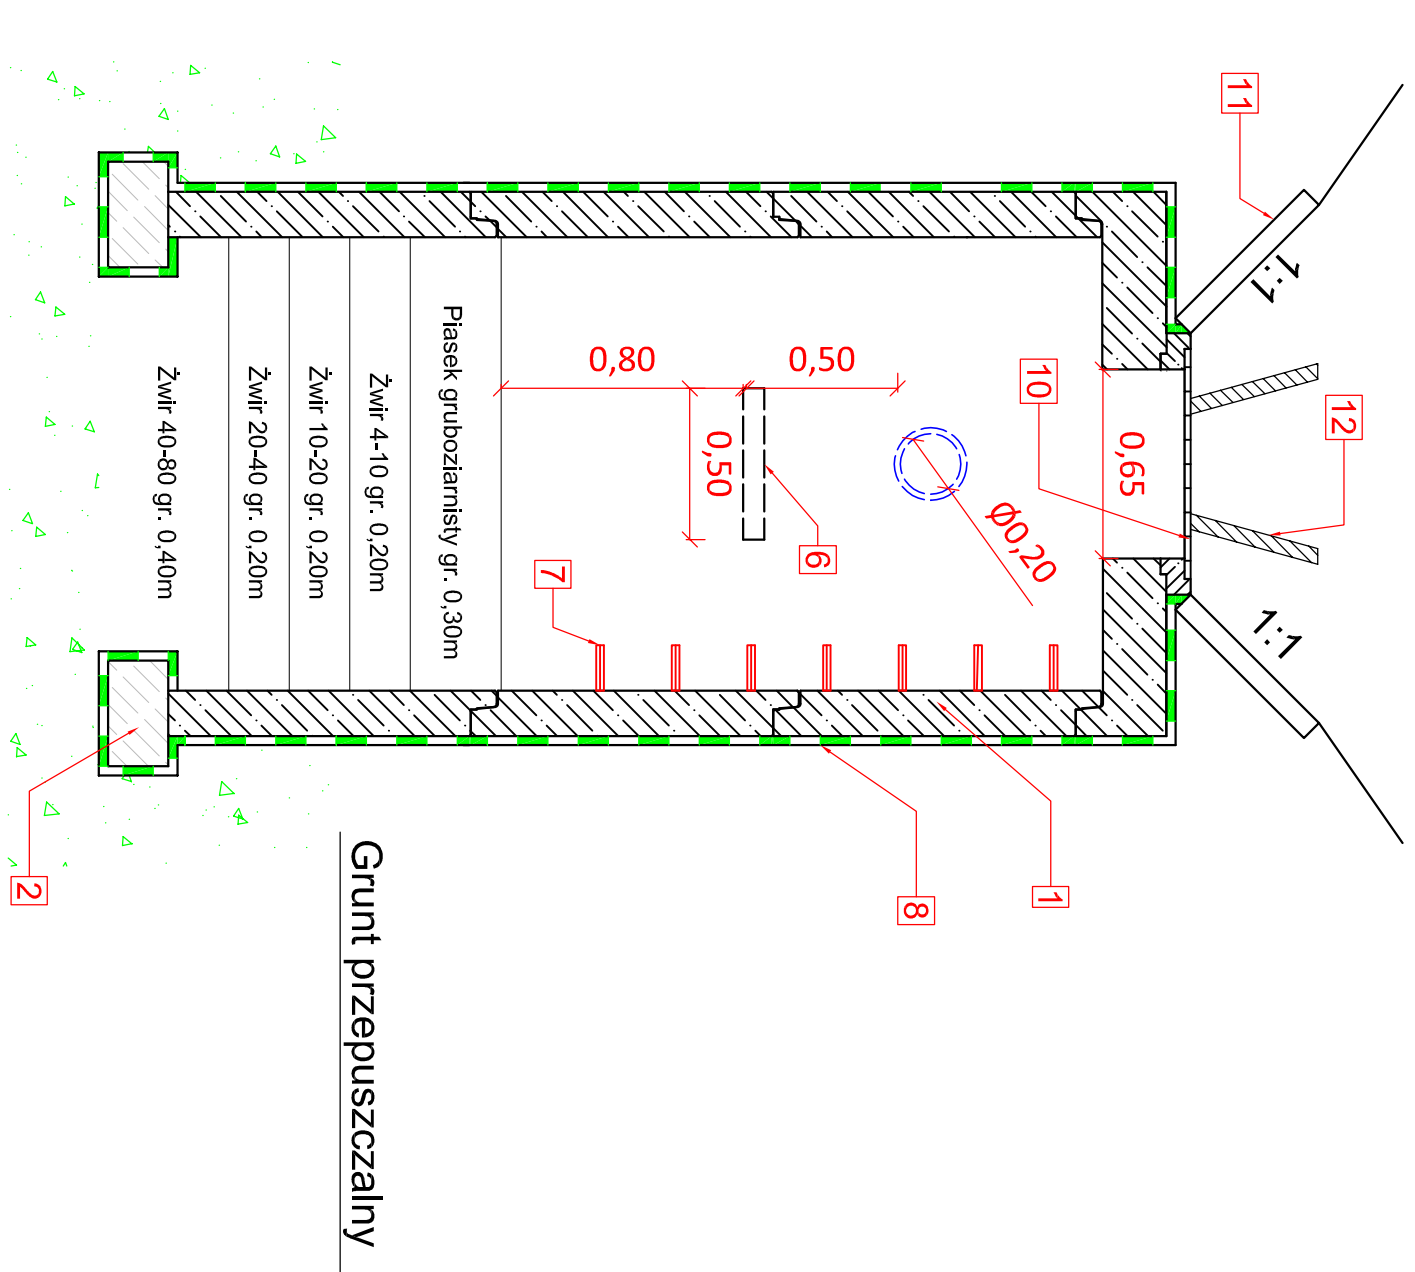 11
1:1
12
10
0,65
1:1
Ø0,20
0,50
6
0,50
0,80
7
1
8
Piasek gruboziarnisty gr. 0,30m
Żwir 4-10 gr. 0,20m
Żwir 10-20 gr. 0,20m
Żwir 20-40 gr. 0,20m
Żwir 40-80 gr. 0,40m
Grunt przepuszczalny
2